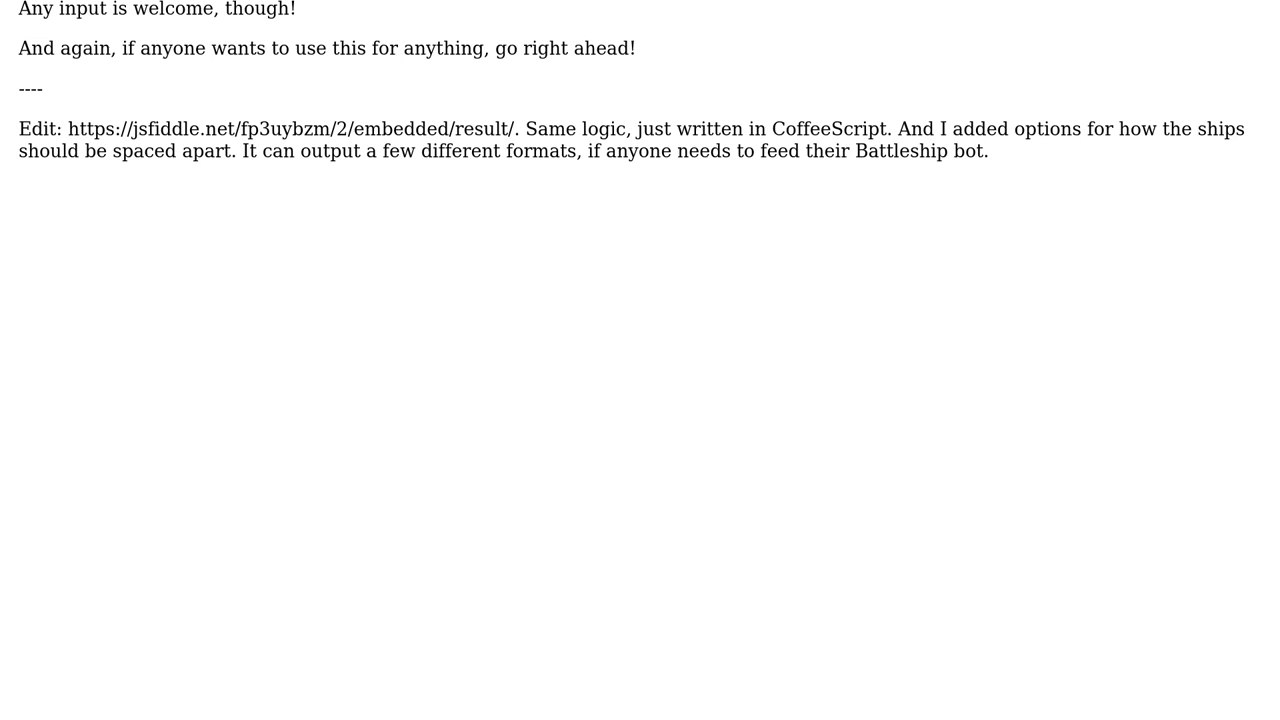 Any input is welcome, though!
And again, if anyone wants to use this for anything, go right ahead!
----
Edit: https://jsfiddle.net/fp3uybzm/2/embedded/result/. Same logic, just written in CoffeeScript. And I added options for how the ships
should be spaced apart. It can output a few different formats, if anyone needs to feed their Battleship bot.